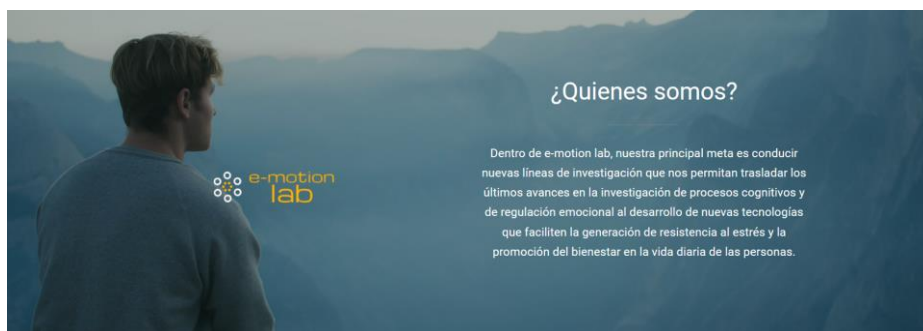 ¿Quienes somos?
e-motion
lab
Dentro de e-motion lab, nuestra principal meta es conducir
nuevas líneas de investigación que nos permitan trasladar los
últimos avances en la investigación de procesos cognitivos y
de regulación emocional al desarrollo de nuevas tecnologías
que faciliten la generación de resistencia al estrés y la
promoción del bienestar en la vida diaria de las personas.